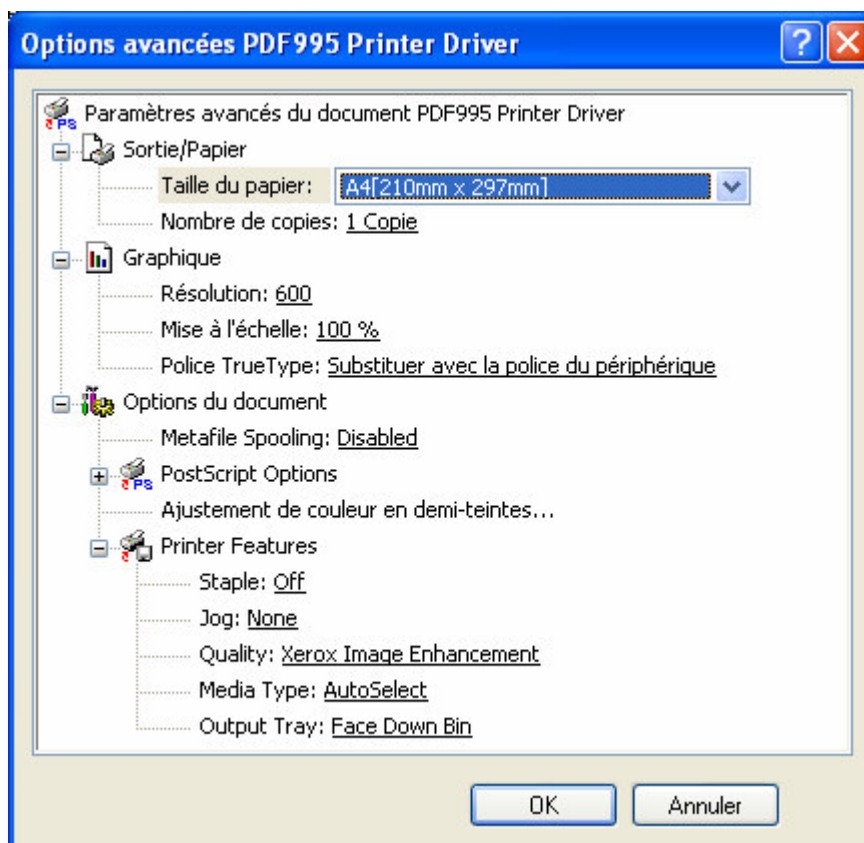 Options avancées PDF995 Printer Driver
Paramètres avancés du document PDF995 Printer Driver
Sortie/Papier
Taille du papier: A4[210mm x 297mm]
Nombre de copies: 1 Copie
Graphique
Résolution: 600
Mise à l'échelle: 100 %
Police TrueType: Substituer avec la police du périphérique
Options du document
Metafile Spooling: Disabled
PS PostScript Options
Ajustement de couleur en demi-teintes...
Printer Features
Staple: Off
Jog: None
Quality: Xerox Image Enhancement
Media Type: AutoSelect
Output Tray: Face Down Bin
OK Annuler